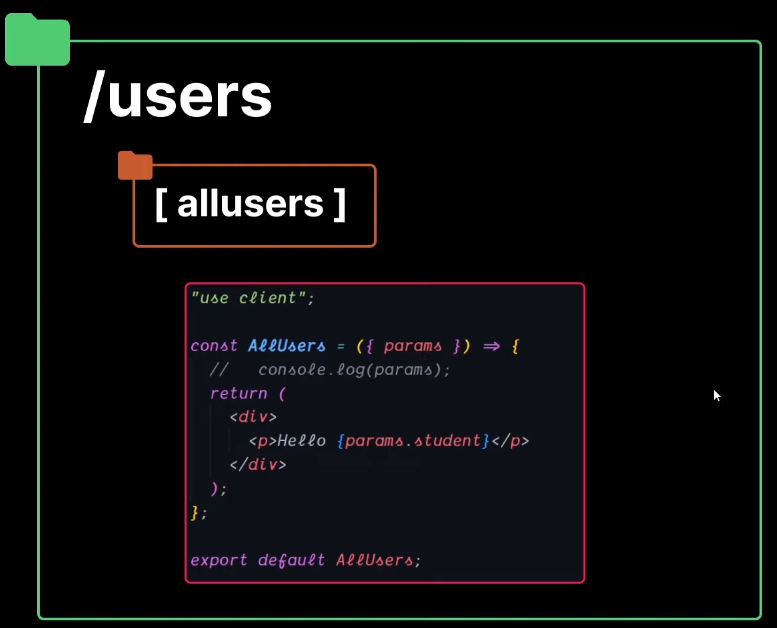 /users
[ allusers ]
"use client";
const AllUsers = ({ params }) => {
//   console.log(params);
return (
<div>
<p>Hello {params.student}</p>
</div>
);
};
export default AllUsers;